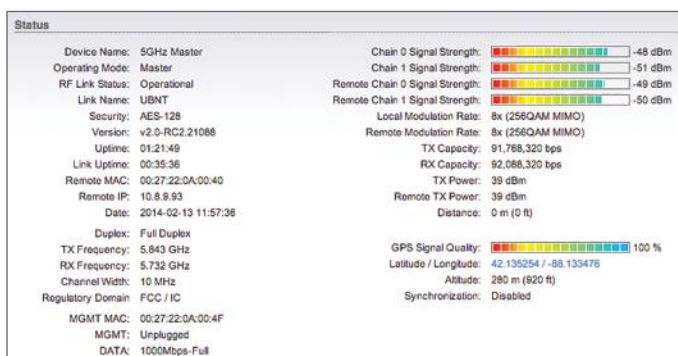 Status
Device Name: 5GHz Master
Operating Mode: Master
RF Link Status: Operational
Link Name: UBNT
Security: AES-128
Version: v2.0-RC2.21088
Uptime: 01:21:49
Link Uptime: 00:35:36
Remote MAC: 00:27:22:0A:00:40
Remote IP: 10.8.9.93
Date: 2014-02-13 11:57:36
Duplex: Full Duplex
TX Frequency: 5.843 GHz
RX Frequency: 5.732 GHz
Channel Width: 10 MHz
Regulatory Domain FCC / IC
MGMT MAC: 00:27:22:0A:00:4F
MGMT: Unplugged
DATA: 1000Mbps-Full
Chain 0 Signal Strength: -48 dBm
Chain 1 Signal Strength: -51 dBm
Remote Chain 0 Signal Strength: -49 dBm
Remote Chain 1 Signal Strength: -50 dBm
Local Modulation Rate: 8x (256QAM MIMO)
Remote Modulation Rate: 8x (256QAM MIMO)
TX Capacity: 91,768,320 bps
RX Capacity: 92,088,320 bps
TX Power: 39 dBm
Remote TX Power: 39 dBm
Distance: 0 m (0 ft)
GPS Signal Quality: 100 %
Latitude / Longitude: 42.135254 / -88.133476
Altitude: 280 m (920 ft)
Synchronization: Disabled